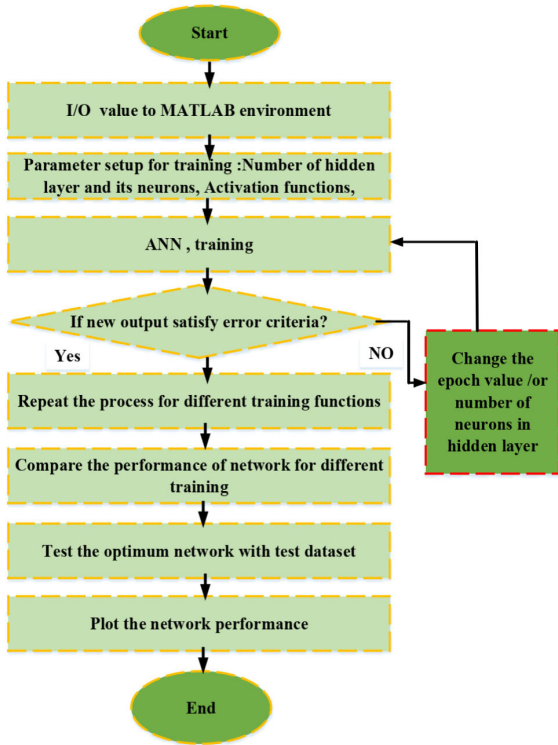 Start
I/O value to MATLAB environment
Parameter setup for training :Number of hidden
layer and its neurons, Activation functions,
ANN , training
If new output satisfy error criteria?
Yes
NO
Change the
epoch value /or
number of
neurons in
hidden layer
Repeat the process for different training functions
Compare the performance of network for different
training
Test the optimum network with test dataset
Plot the network performance
End